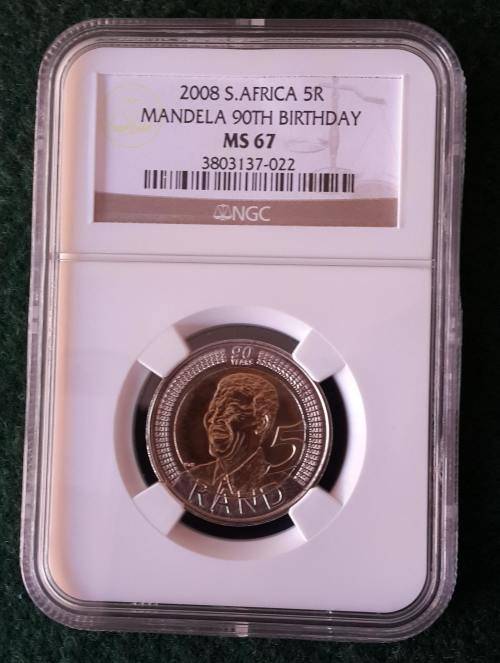 2008 S.AFRICA 5R
MANDELA 90TH BIRTHDAY
MS 67
3803137-022
NGC
90
YEARS
5
RAND